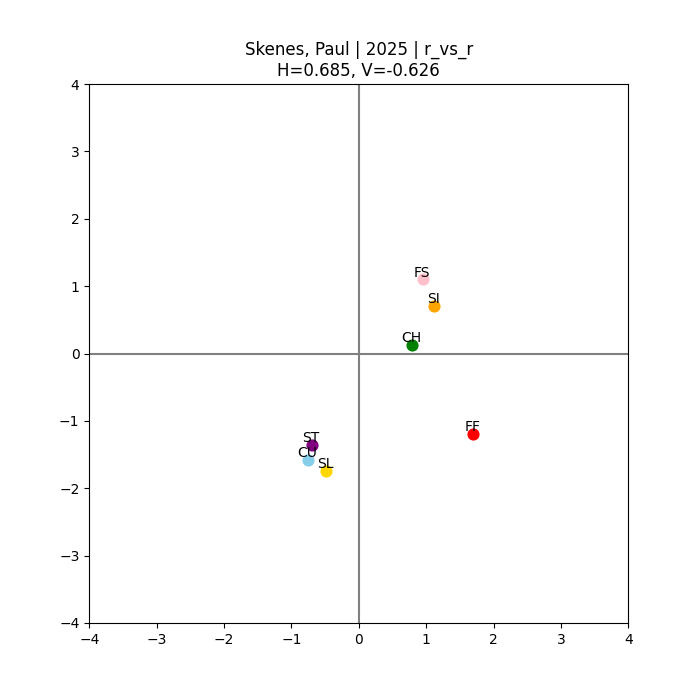 Skenes, Paul | 2025 | r_vs_r
H=0.685, V=-0.626
4
3
2
1
0
−1
−2
−3
−4
FS
SI
CH
FF
ST
CU
SL
−4 −3 −2 −1 0 1 2 3 4